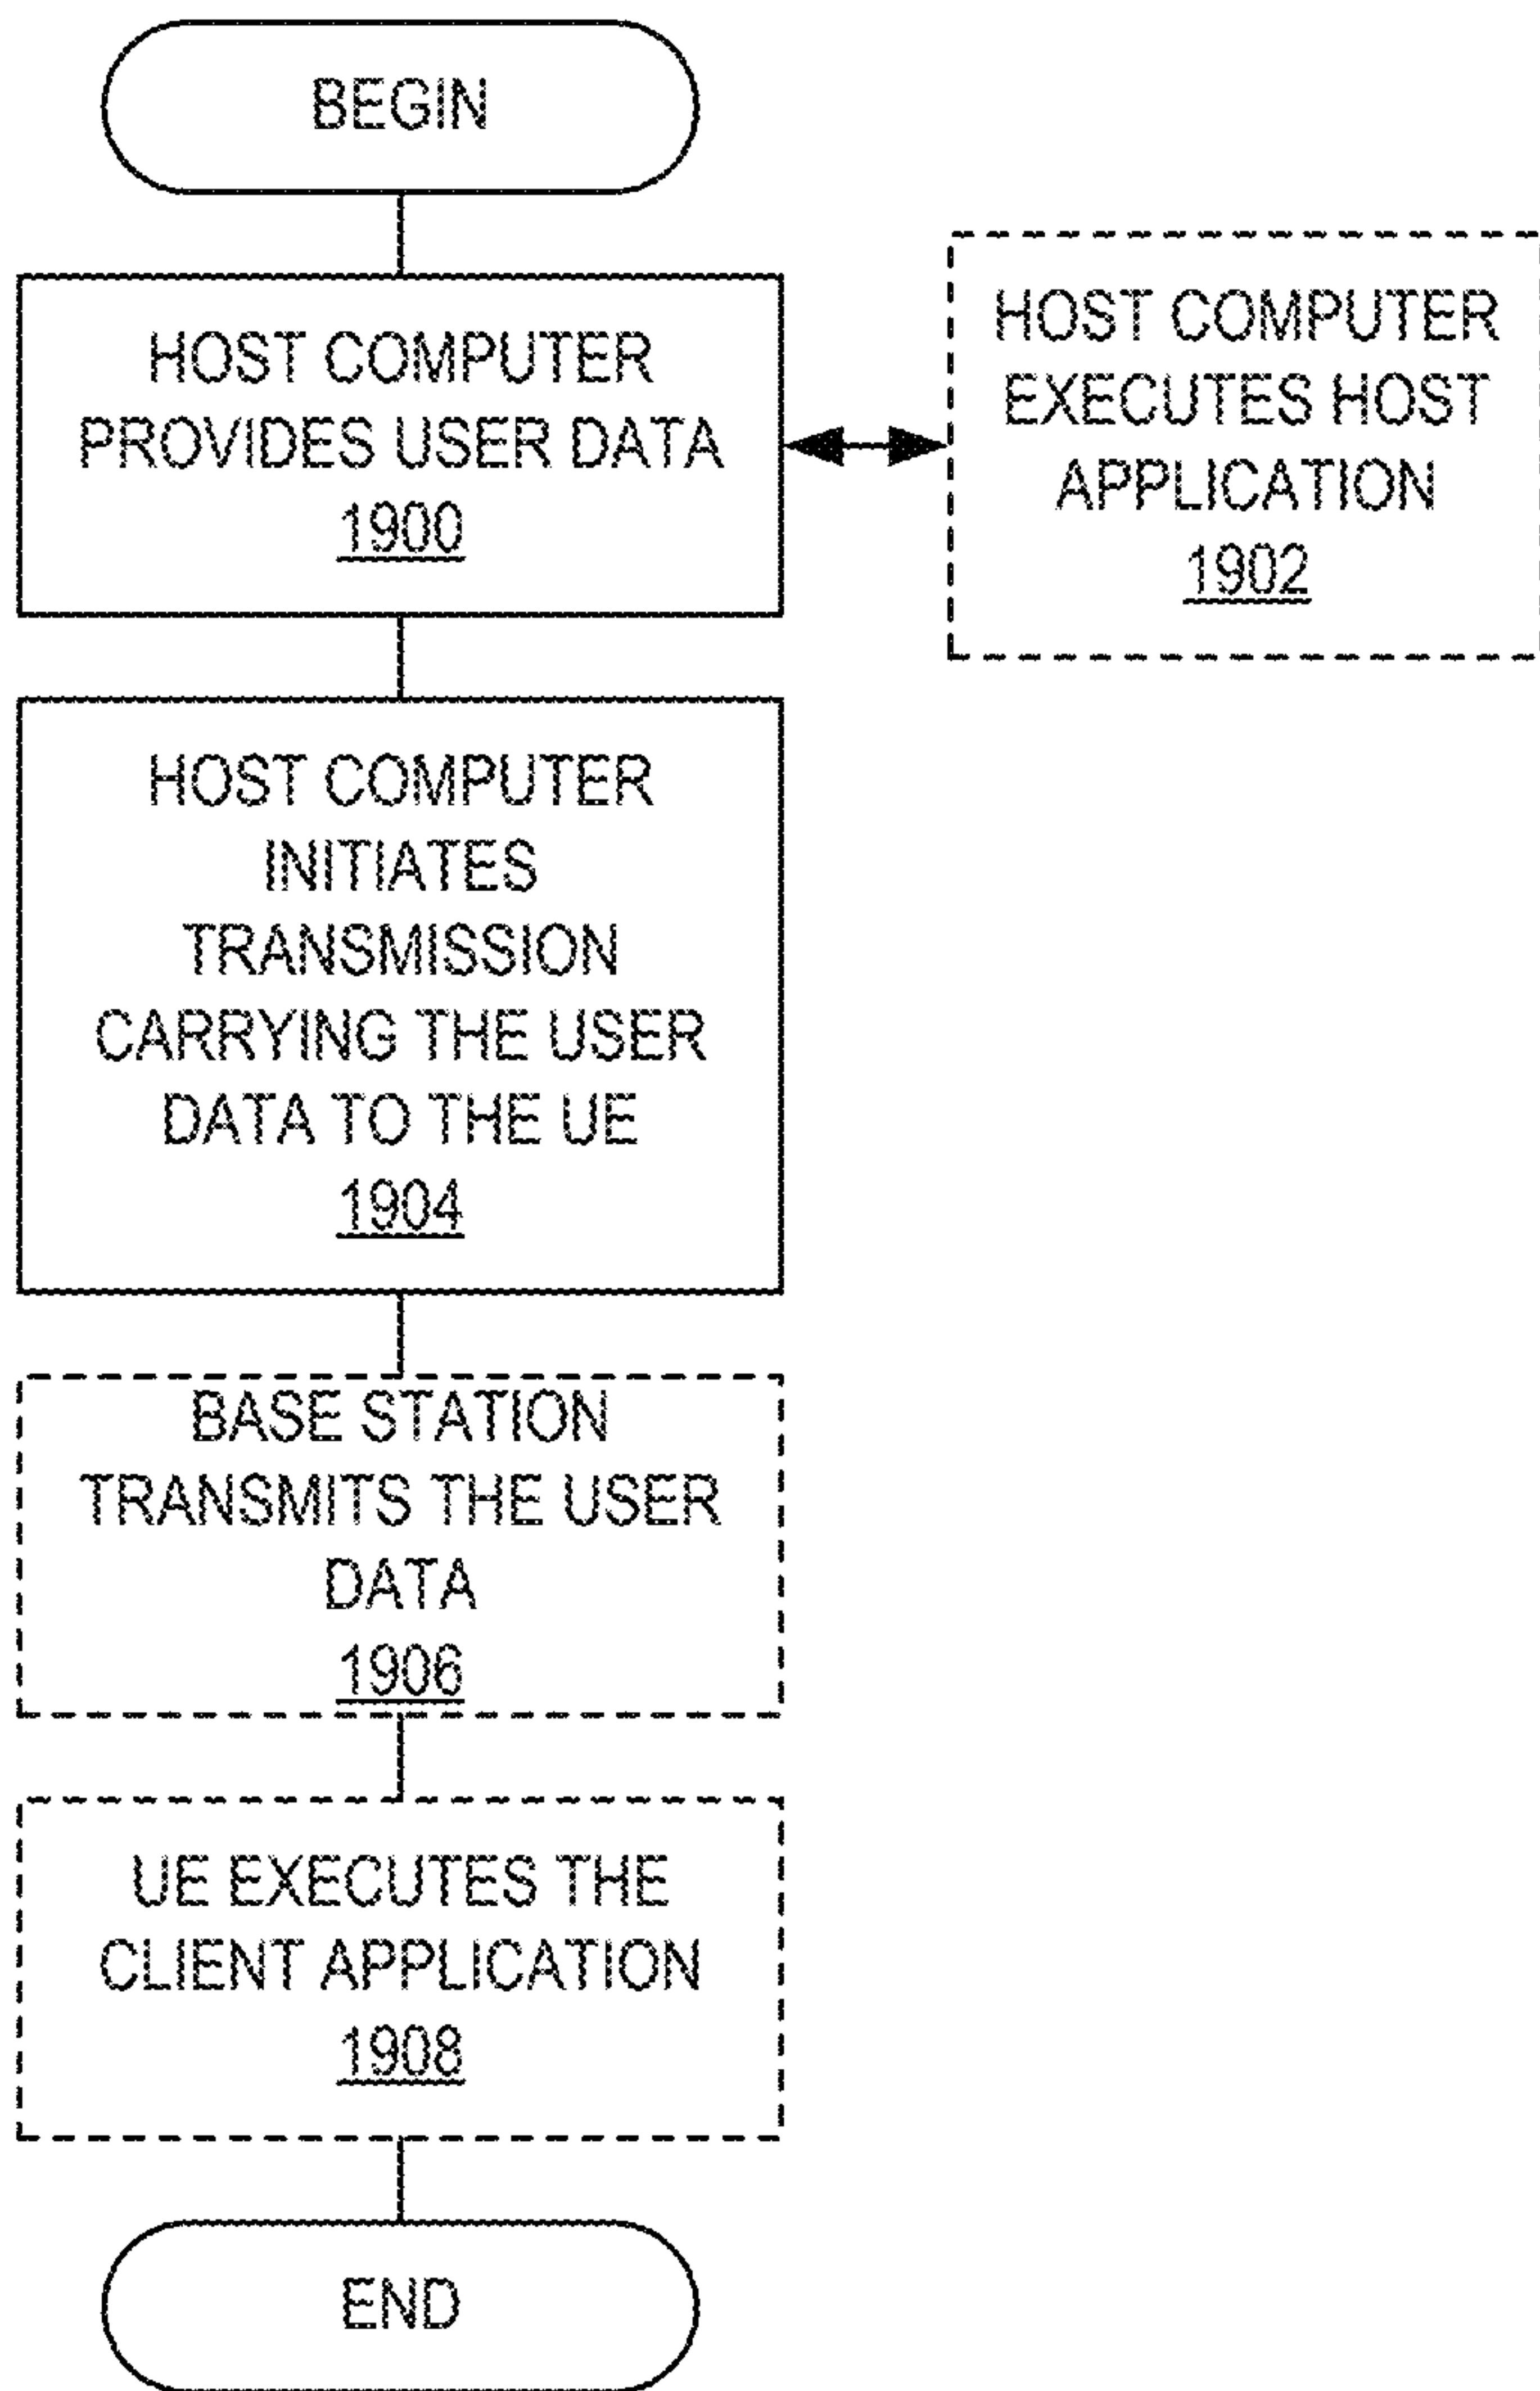 BEGIN
HOST COMPUTER
PROVIDES USER DATA
1900
HOST COMPUTER
EXECUTES HOST
APPLICATION
1902
HOST COMPUTER
INITIATES
TRANSMISSION
CARRYING THE USER
DATA TO THE UE
1904
BASE STATION
TRANSMITS THE USER
DATA
1906
UE EXECUTES THE
CLIENT APPLICATION
1908
END